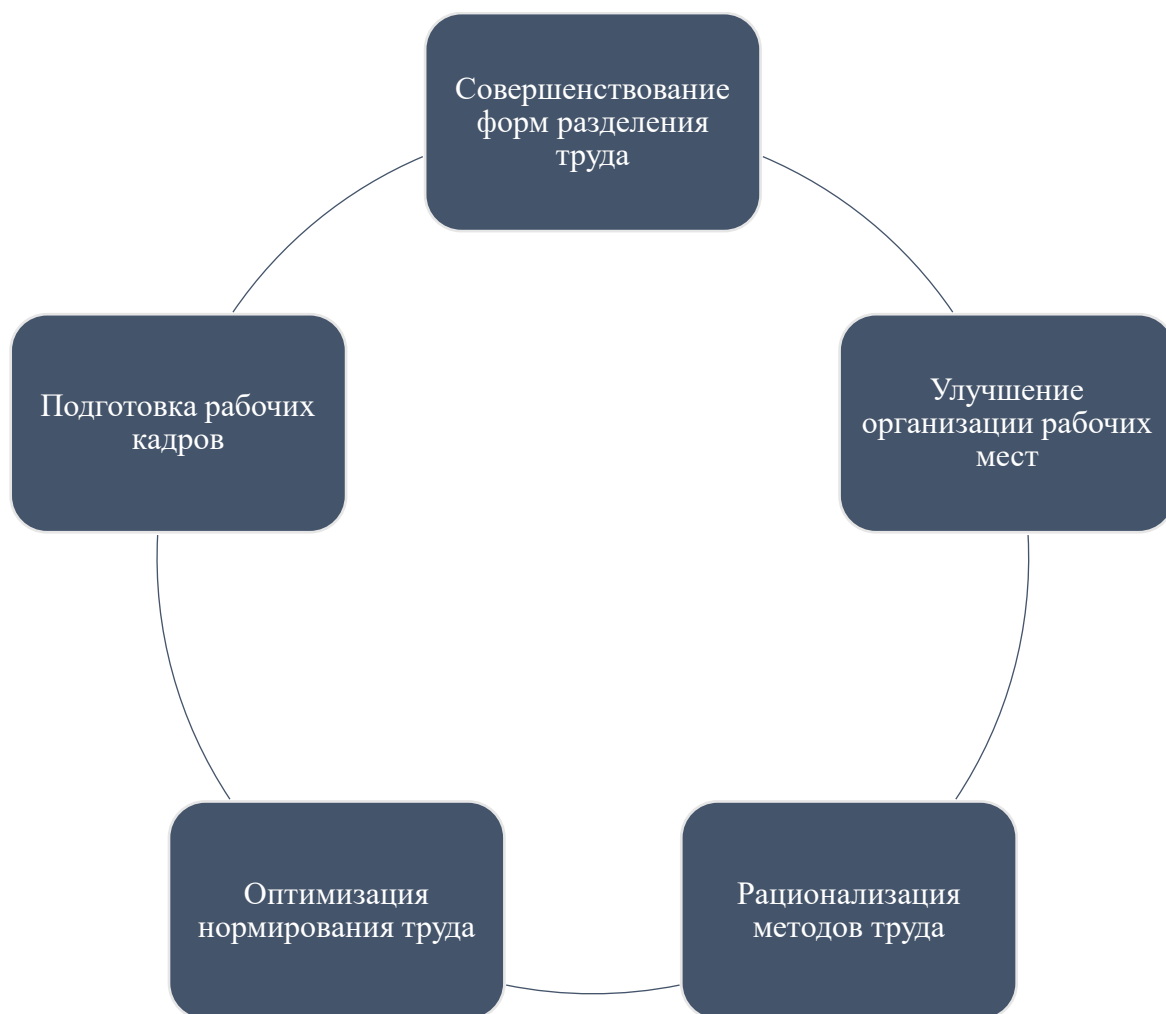 Совершенствование
форм разделения
труда
Улучшение
организации рабочих
мест
Рационализация
методов труда
Оптимизация
нормирования труда
Подготовка рабочих
кадров